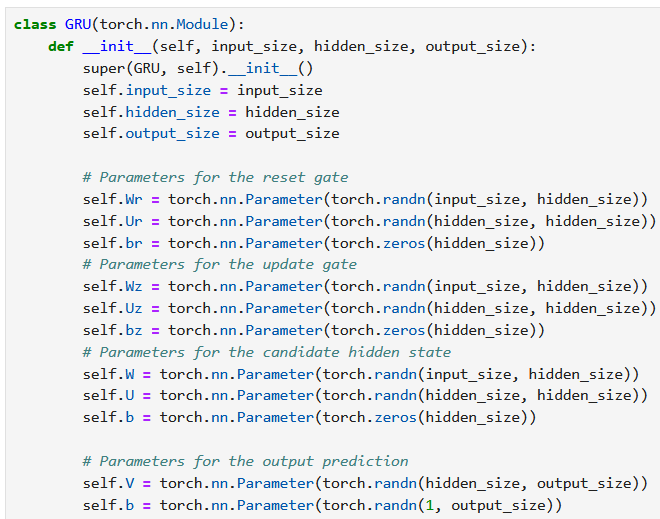 class GRU(torch.nn.Module):
    def __init__(self, input_size, hidden_size, output_size):
        super(GRU, self).__init__()
        self.input_size = input_size
        self.hidden_size = hidden_size
        self.output_size = output_size

        # Parameters for the reset gate
        self.Wr = torch.nn.Parameter(torch.randn(input_size, hidden_size))
        self.Ur = torch.nn.Parameter(torch.randn(hidden_size, hidden_size))
        self.br = torch.nn.Parameter(torch.zeros(hidden_size))
        # Parameters for the update gate
        self.Wz = torch.nn.Parameter(torch.randn(input_size, hidden_size))
        self.Uz = torch.nn.Parameter(torch.randn(hidden_size, hidden_size))
        self.bz = torch.nn.Parameter(torch.zeros(hidden_size))
        # Parameters for the candidate hidden state
        self.W = torch.nn.Parameter(torch.randn(input_size, hidden_size))
        self.U = torch.nn.Parameter(torch.randn(hidden_size, hidden_size))
        self.b = torch.nn.Parameter(torch.zeros(hidden_size))

        # Parameters for the output prediction
        self.V = torch.nn.Parameter(torch.randn(hidden_size, output_size))
        self.b = torch.nn.Parameter(torch.randn(1, output_size))